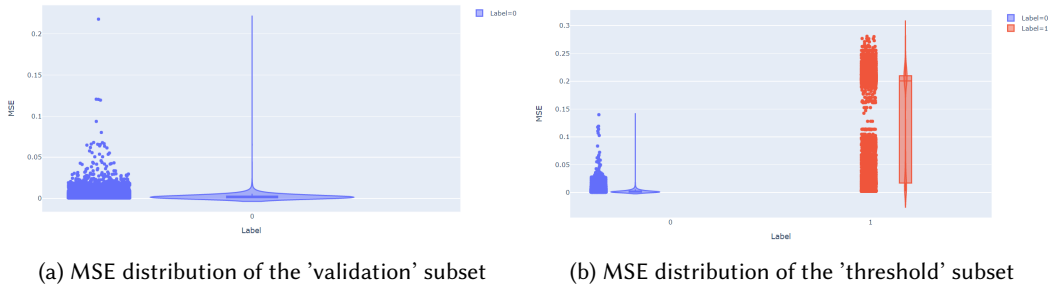 0.2
0.15
0.1
0.05
0
MSE
0
Label
Label=0
0.3
0.25
0.2
0.15
0.1
0.05
0
MSE
0
1
Label
Label=0
Label=1
(a) MSE distribution of the 'validation' subset
(b) MSE distribution of the 'threshold' subset